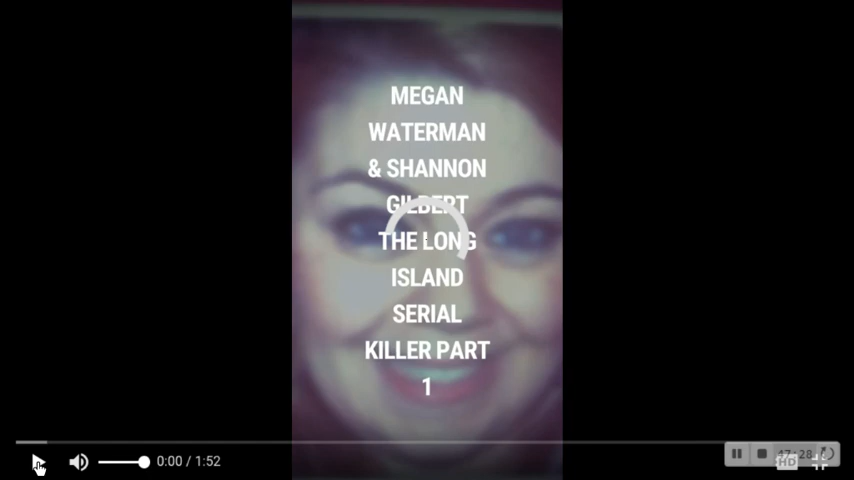 MEGAN
WATERMAN
& SHANNON
GILBERT
THE LONG
ISLAND
SERIAL
KILLER PART
1
0:00 / 1:52
HD